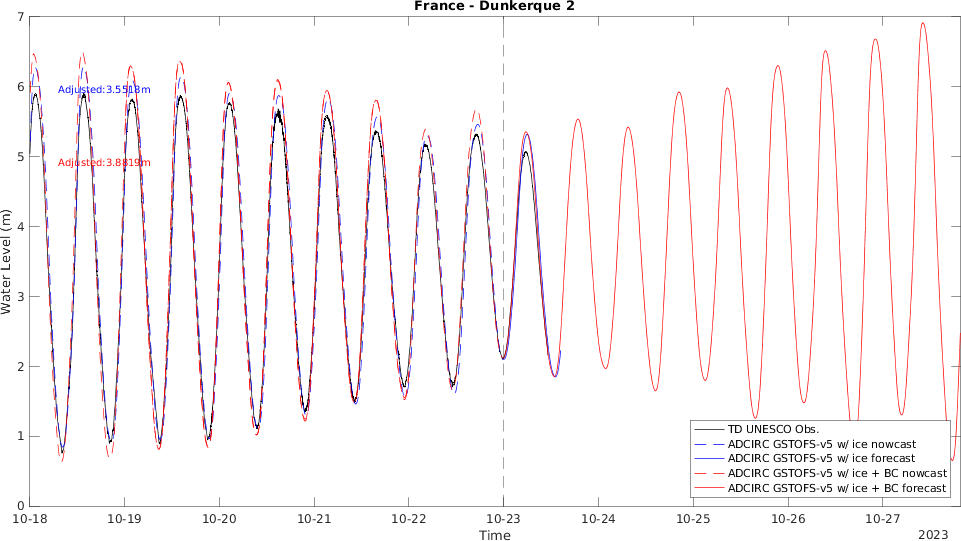 France - Dunkerque 2
7
6
5
4
3
2
1
0
Water Level (m)
Adjusted:3.5518m
Adjusted:3.8819m
TD UNESCO Obs.
ADCIRC GSTOFS-v5 w/ ice nowcast
ADCIRC GSTOFS-v5 w/ ice forecast
ADCIRC GSTOFS-v5 w/ ice + BC nowcast
ADCIRC GSTOFS-v5 w/ ice + BC forecast
10-18 10-19 10-20 10-21 10-22 10-23 10-24 10-25 10-26 10-27
Time
2023